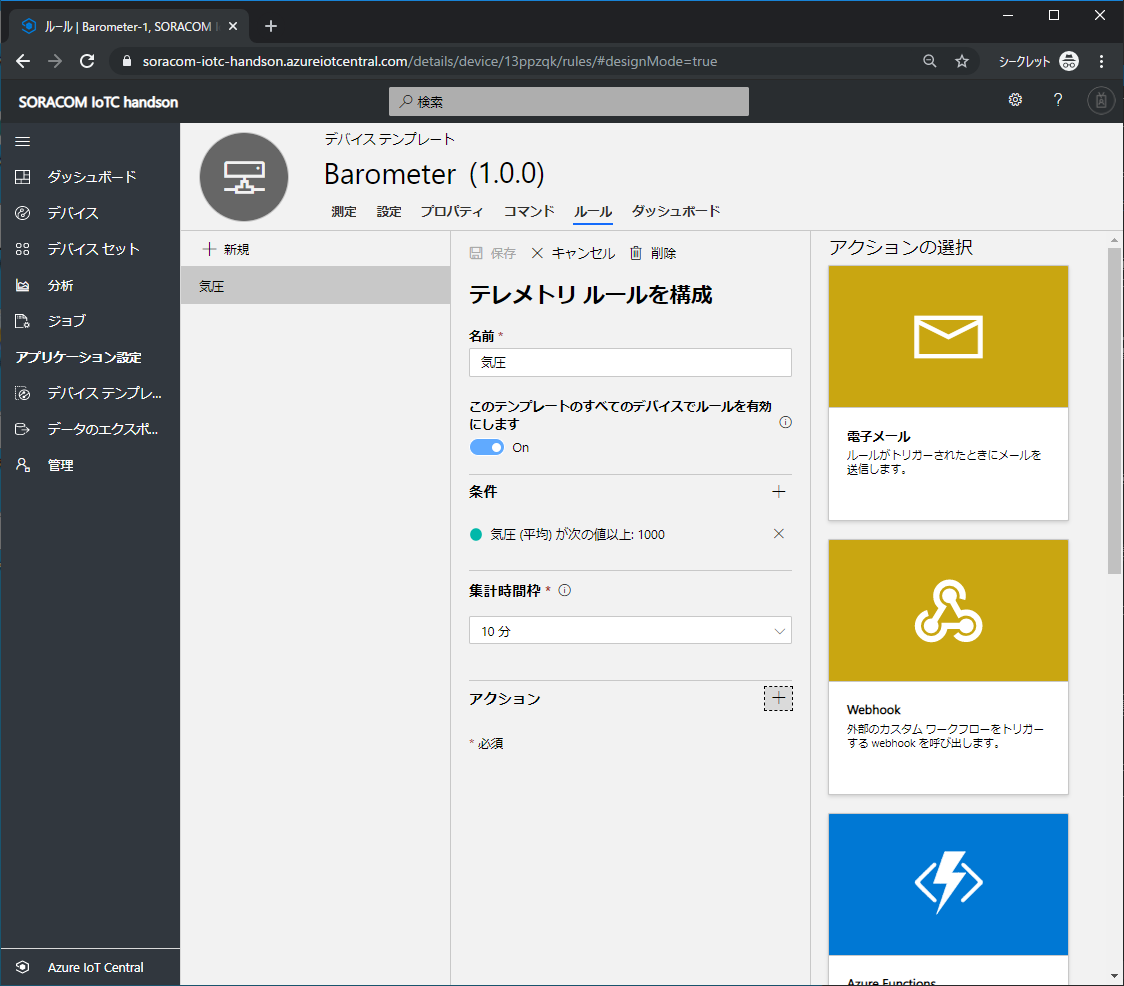 ルール | Barometer-1, SORACOM I
soracom-iotc-handson.azureiotcentral.com/details/device/13ppzqk/rules/#designMode=true
シークレット
SORACOM IoTC handson
検索
?
ダッシュボード
デバイス
デバイス セット
分析
ジョブ
アプリケーション設定
デバイス テンプレ...
データのエクスポ...
管理
Azure IoT Central
デバイス テンプレート
Barometer (1.0.0)
測定 設定 プロパティ コマンド ルール ダッシュボード
新規
気圧
保存 キャンセル 削除
テレメトリ ルールを構成
名前 *
気圧
このテンプレートのすべてのデバイスでルールを有効
にします
On
条件
気圧 (平均) が次の値以上: 1000
集計時間枠 *
10 分
アクション
* 必須
アクションの選択
電子メール
ルールがトリガーされたときにメールを
送信します。
Webhook
外部のカスタム ワークフローをトリガー
する webhook を呼び出します。
Azure Functions